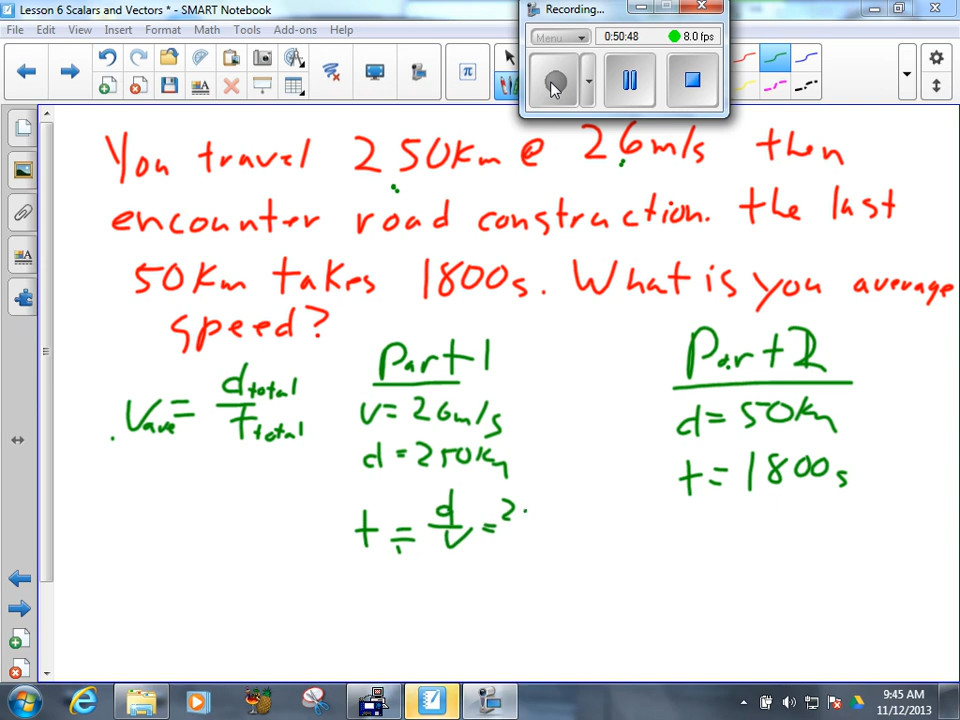 Lesson 6 Scalars and Vectors * - SMART Notebook
Recording...
File Edit View Insert Format Math Tools Add-ons Help
Menu 0:50:48 8.0 fps
π
You travel 250km @ 26m/s then
encounter road construction. the last
50km takes 1800s. What is you average
speed?
Part 1
Part 2
Vave = dtotal / ttotal
v = 26m/s
d = 250km
t = d/v = 2.
d = 50km
t = 1800s
9:45 AM
11/12/2013